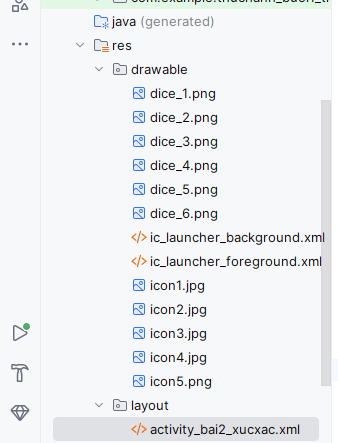 java (generated)
res
drawable
dice_1.png
dice_2.png
dice_3.png
dice_4.png
dice_5.png
dice_6.png
ic_launcher_background.xml
ic_launcher_foreground.xml
icon1.jpg
icon2.jpg
icon3.jpg
icon4.jpg
icon5.png
layout
activity_bai2_xucxac.xml